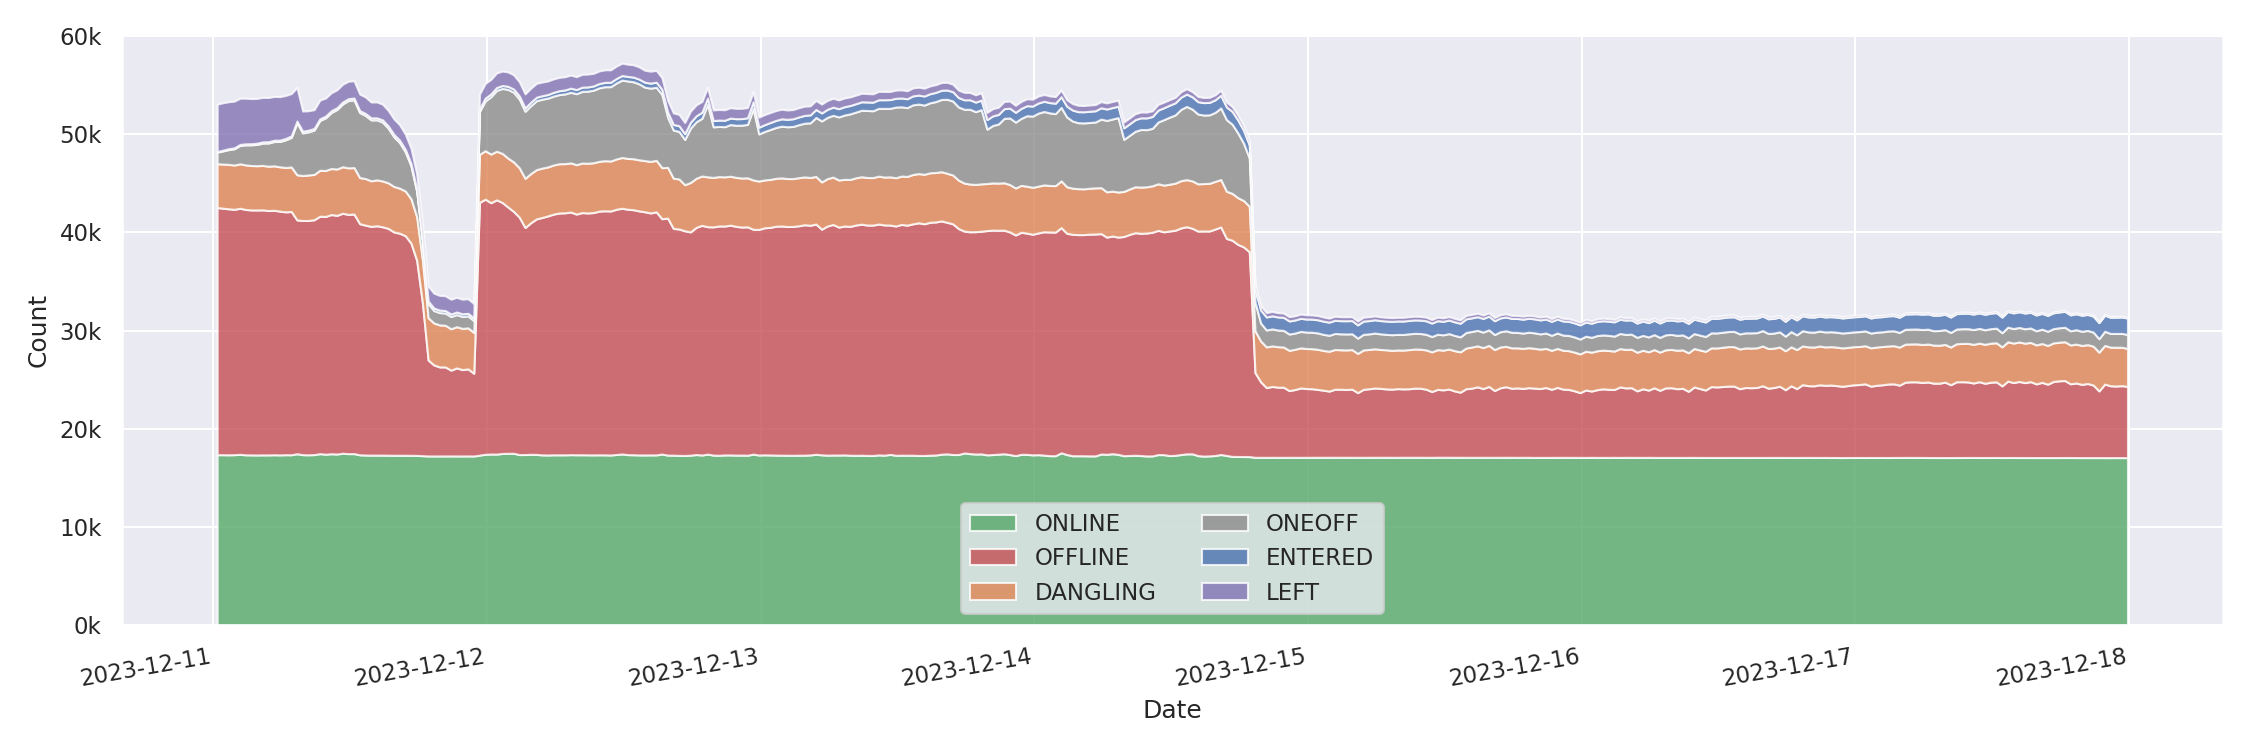 60k
50k
40k
30k
20k
10k
0k
Count
ONLINE
OFFLINE
DANGLING
ONEOFF
ENTERED
LEFT
2023-12-11
2023-12-12
2023-12-13
2023-12-14
2023-12-15
2023-12-16
2023-12-17
2023-12-18
Date